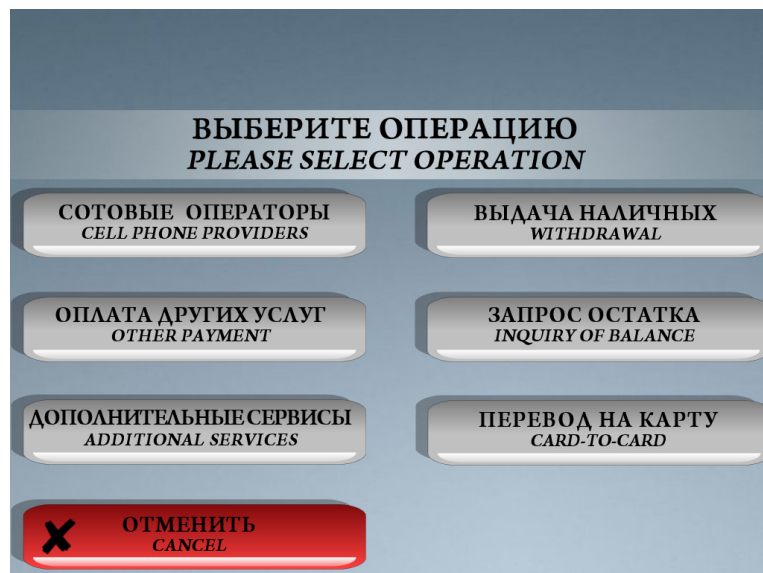 ВЫБЕРИТЕ ОПЕРАЦИЮ
PLEASE SELECT OPERATION
СОТОВЫЕ ОПЕРАТОРЫ
CELL PHONE PROVIDERS
ВЫДАЧА НАЛИЧНЫХ
WITHDRAWAL
ОПЛАТА ДРУГИХ УСЛУГ
OTHER PAYMENT
ЗАПРОС ОСТАТКА
INQUIRY OF BALANCE
ДОПОЛНИТЕЛЬНЫЕ СЕРВИСЫ
ADDITIONAL SERVICES
ПЕРЕВОД НА КАРТУ
CARD-TO-CARD
ОТМЕНИТЬ
CANCEL